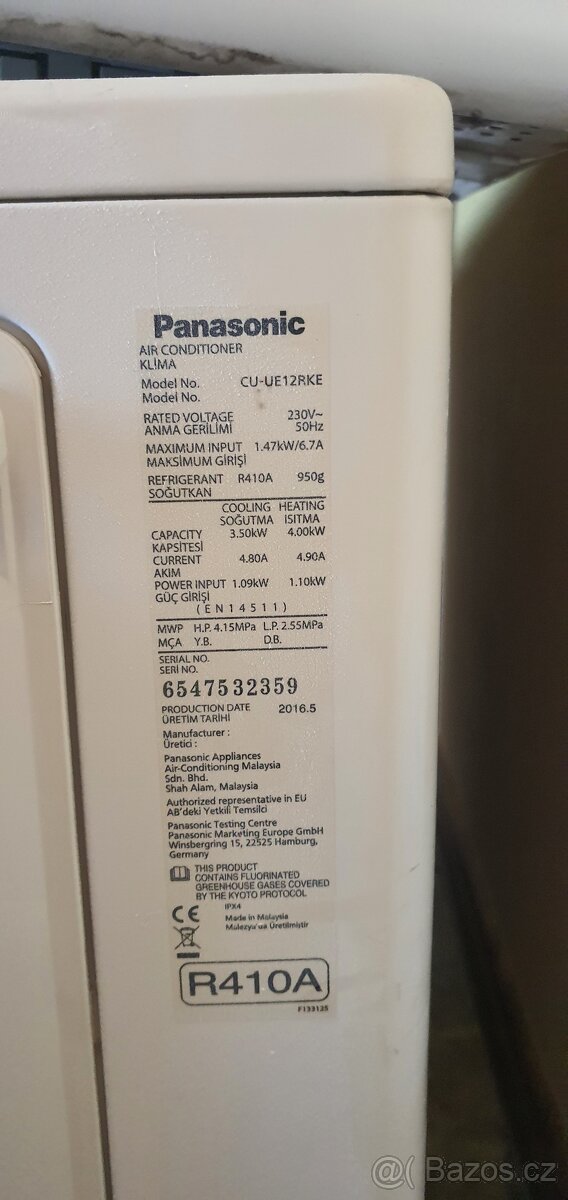 Panasonic
AIR CONDITIONER
KLİMA
Model No. CU-UE12RKE
Model No.
RATED VOLTAGE 230V~
ANMA GERİLİMİ 50Hz
MAXIMUM INPUT 1.47kW/6.7A
MAKSİMUM GİRİŞİ
REFRIGERANT R410A 950g
SOĞUTKAN
COOLING HEATING
SOĞUTMA ISITMA
CAPACITY 3.50kW 4.00kW
KAPSİTESİ
CURRENT 4.80A 4.90A
AKIM
POWER INPUT 1.09kW 1.10kW
GÜÇ GİRİŞİ
(EN14511)
MWP H.P. 4.15MPa L.P. 2.55MPa
MÇA Y.B. D.B.
SERIAL NO.
SERİ NO.
6547532359
PRODUCTION DATE 2016.5
ÜRETİM TARİHİ
Manufacturer :
Üretici :
Panasonic Appliances
Air-Conditioning Malaysia
Sdn. Bhd.
Shah Alam, Malaysia
Authorized representative in EU
AB'deki Yetkili Temsilci
Panasonic Testing Centre
Panasonic Marketing Europe GmbH
Winsbergring 15, 22525 Hamburg,
Germany
THIS PRODUCT
CONTAINS FLUORINATED
GREENHOUSE GASES COVERED
BY THE KYOTO PROTOCOL
CE IPX4
Made in Malaysia
Malezya'da Üretilmiştir
R410A
F133125
@( Bazoš.cz